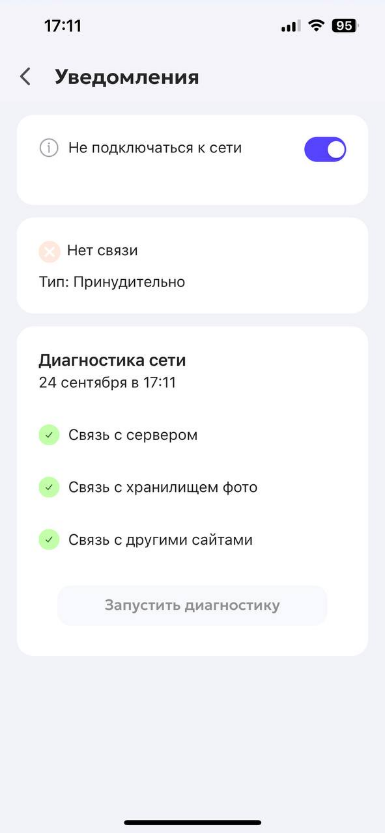 17:11
95
Уведомления
Не подключаться к сети
Нет связи
Тип: Принудительно
Диагностика сети
24 сентября в 17:11
Связь с сервером
Связь с хранилищем фото
Связь с другими сайтами
Запустить диагностику